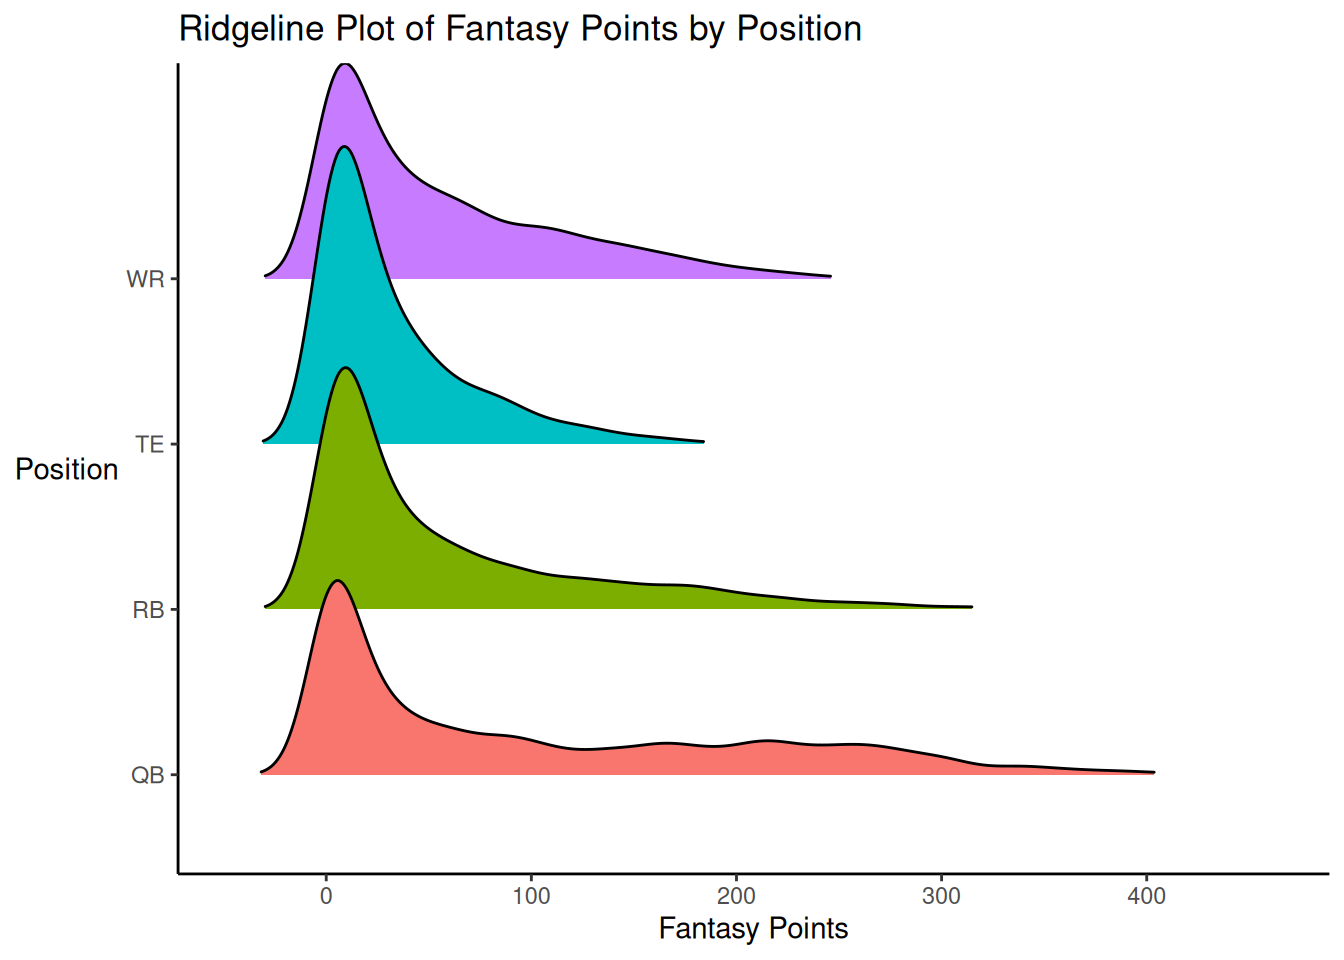 Ridgeline Plot of Fantasy Points by Position
WR
TE
Position
RB
QB
0 100 200 300 400
Fantasy Points